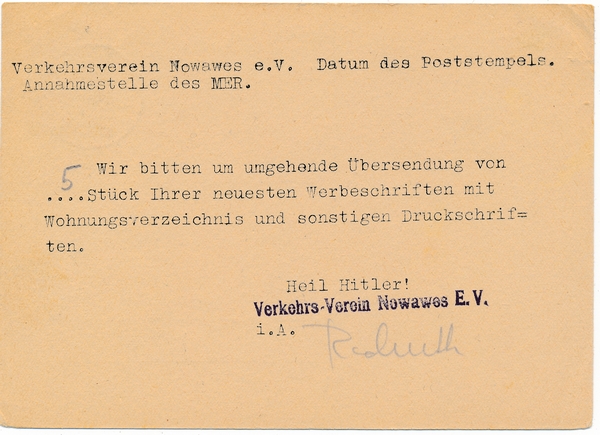 Verkehrsverein Nowawes e.V. Datum des Poststempels.
Annahmestelle des MER.
5
Wir bitten um umgehende Übersendung von
....Stück Ihrer neuesten Werbeschriften mit
Wohnungsverzeichnis und sonstigen Druckschrif=
ten.
Heil Hitler!
Verkehrs-Verein Nowawes E.V.
i.A.